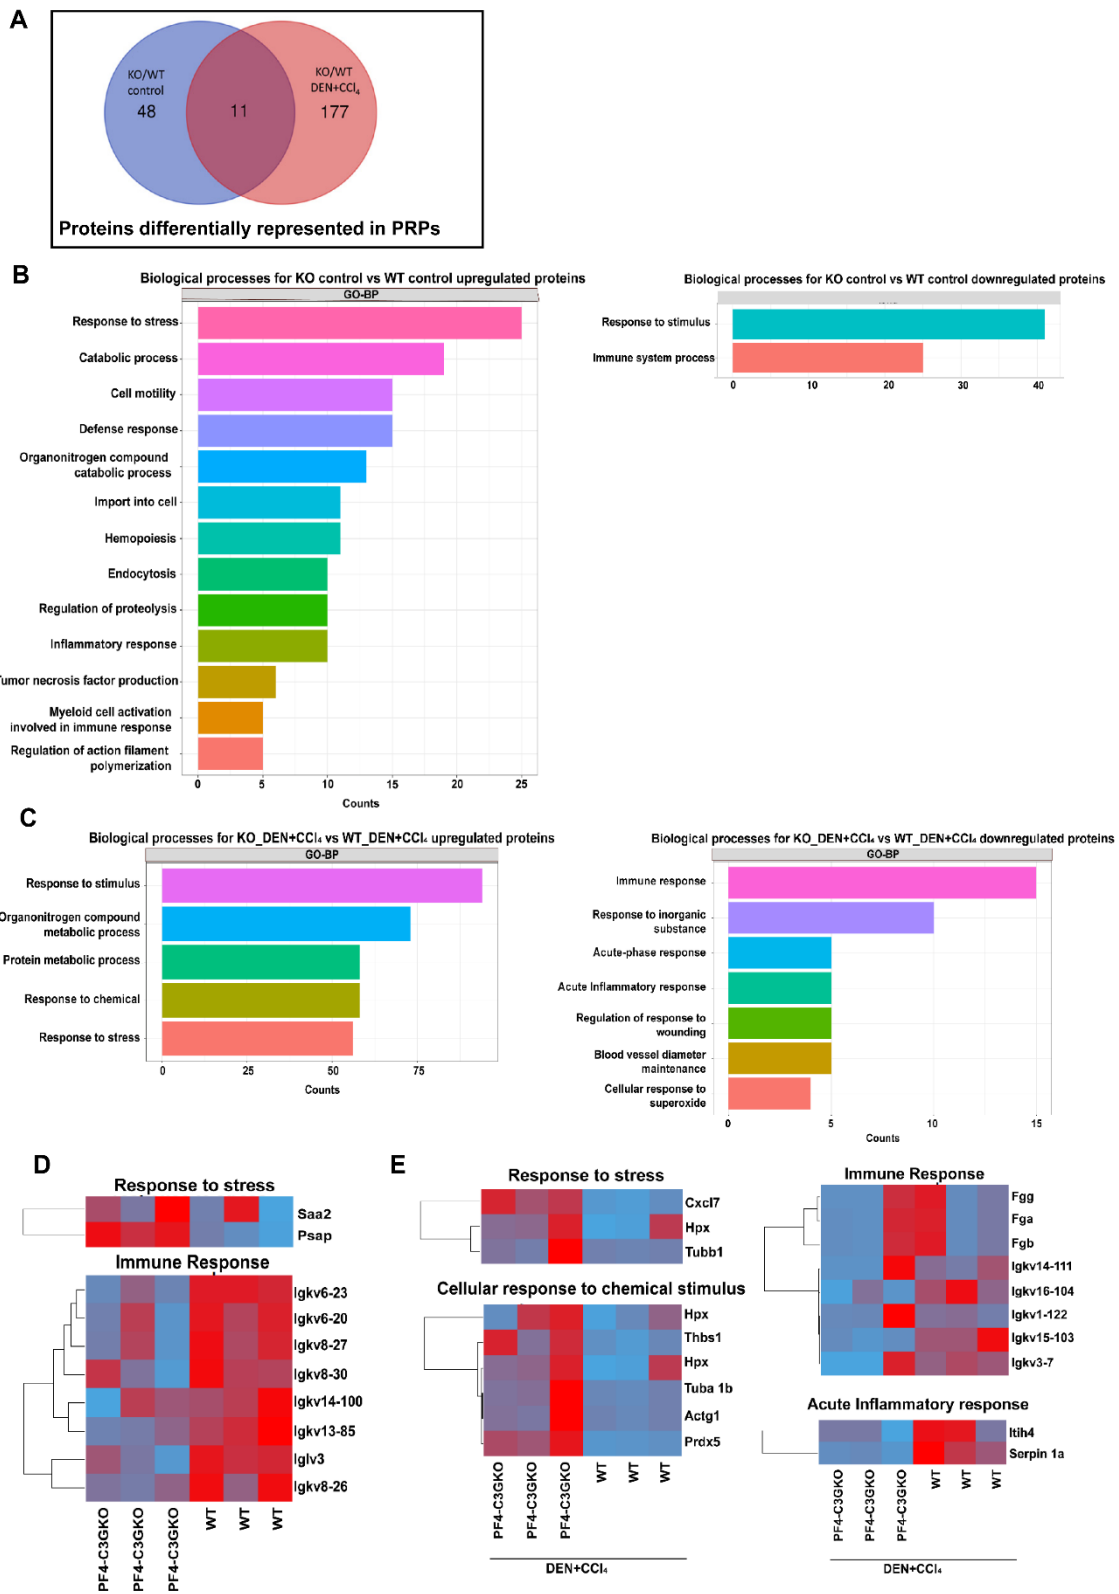 A
KO/WT
control
48
11
KO/WT
DEN+CCl₄
177
Proteins differentially represented in PRPs
B
Biological processes for KO control vs WT control upregulated proteins
GO-BP
Response to stress
Catabolic process
Cell motility
Defense response
Organonitrogen compound
catabolic process
Import into cell
Hemopoiesis
Endocytosis
Regulation of proteolysis
Inflammatory response
Tumor necrosis factor production
Myeloid cell activation
involved in immune response
Regulation of action filament
polymerization
0 5 10 15 20 25
Counts
Biological processes for KO control vs WT control downregulated proteins
Response to stimulus
Immune system process
0 10 20 30 40
C
Biological processes for KO_DEN+CCl₄ vs WT_DEN+CCl₄ upregulated proteins
GO-BP
Response to stimulus
Organonitrogen compound
metabolic process
Protein metabolic process
Response to chemical
Response to stress
0 25 50 75
Counts
Biological processes for KO_DEN+CCl₄ vs WT_DEN+CCl₄ downregulated proteins
GO-BP
Immune response
Response to inorganic
substance
Acute-phase response
Acute Inflammatory response
Regulation of response to
wounding
Blood vessel diameter
maintenance
Cellular response to
superoxide
0 5 10 15
Counts
D
Response to stress
Saa2
Psap
Immune Response
Igkv6-23
Igkv6-20
Igkv8-27
Igkv8-30
Igkv14-100
Igkv13-85
Iglv3
Igkv8-26
PF4-C3GKO
PF4-C3GKO
PF4-C3GKO
WT
WT
WT
E
Response to stress
Cxcl7
Hpx
Tubb1
Cellular response to chemical stimulus
Hpx
Thbs1
Hpx
Tuba 1b
Actg1
Prdx5
PF4-C3GKO
PF4-C3GKO
PF4-C3GKO
WT
WT
WT
DEN+CCl₄
Immune Response
Fgg
Fga
Fgb
Igkv14-111
Igkv16-104
Igkv1-122
Igkv15-103
Igkv3-7
Acute Inflammatory response
Itih4
Serpin 1a
PF4-C3GKO
PF4-C3GKO
PF4-C3GKO
WT
WT
WT
DEN+CCl₄